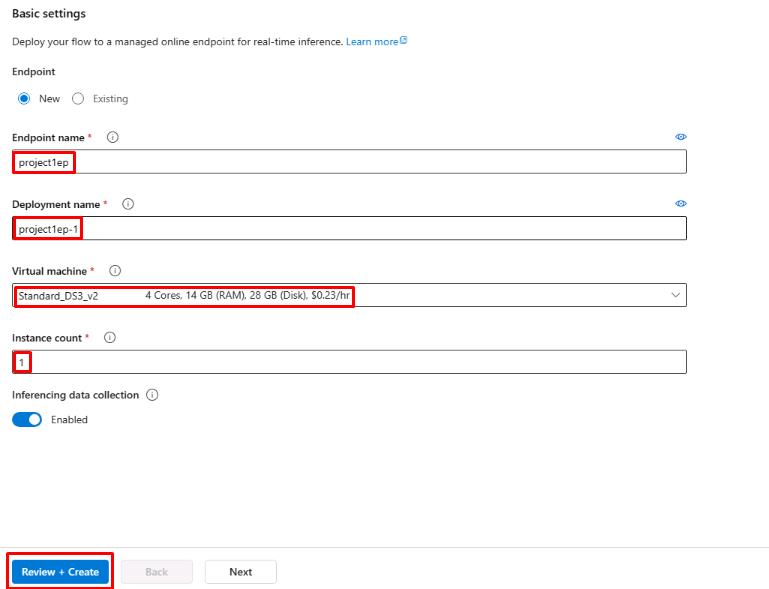 Basic settings
Deploy your flow to a managed online endpoint for real-time inference. Learn more
Endpoint
New Existing
Endpoint name *
project1ep
Deployment name *
project1ep-1
Virtual machine *
Standard_DS3_v2 4 Cores, 14 GB (RAM), 28 GB (Disk), $0.23/hr
Instance count *
1
Inferencing data collection
Enabled
Review + Create Back Next